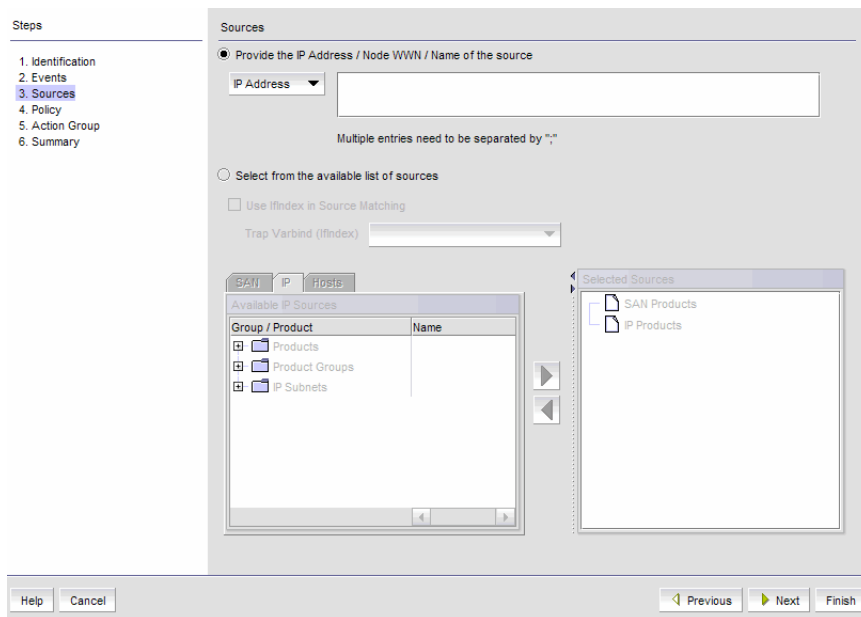 Steps
1. Identification
2. Events
3. Sources
4. Policy
5. Action Group
6. Summary
Sources
Provide the IP Address / Node WWN / Name of the source
IP Address
Multiple entries need to be separated by ";"
Select from the available list of sources
Use IfIndex in Source Matching
Trap Varbind (IfIndex)
SAN IP Hosts
Available IP Sources
Group / Product Name
Products
Product Groups
IP Subnets
Selected Sources
SAN Products
IP Products
Help Cancel Previous Next Finish